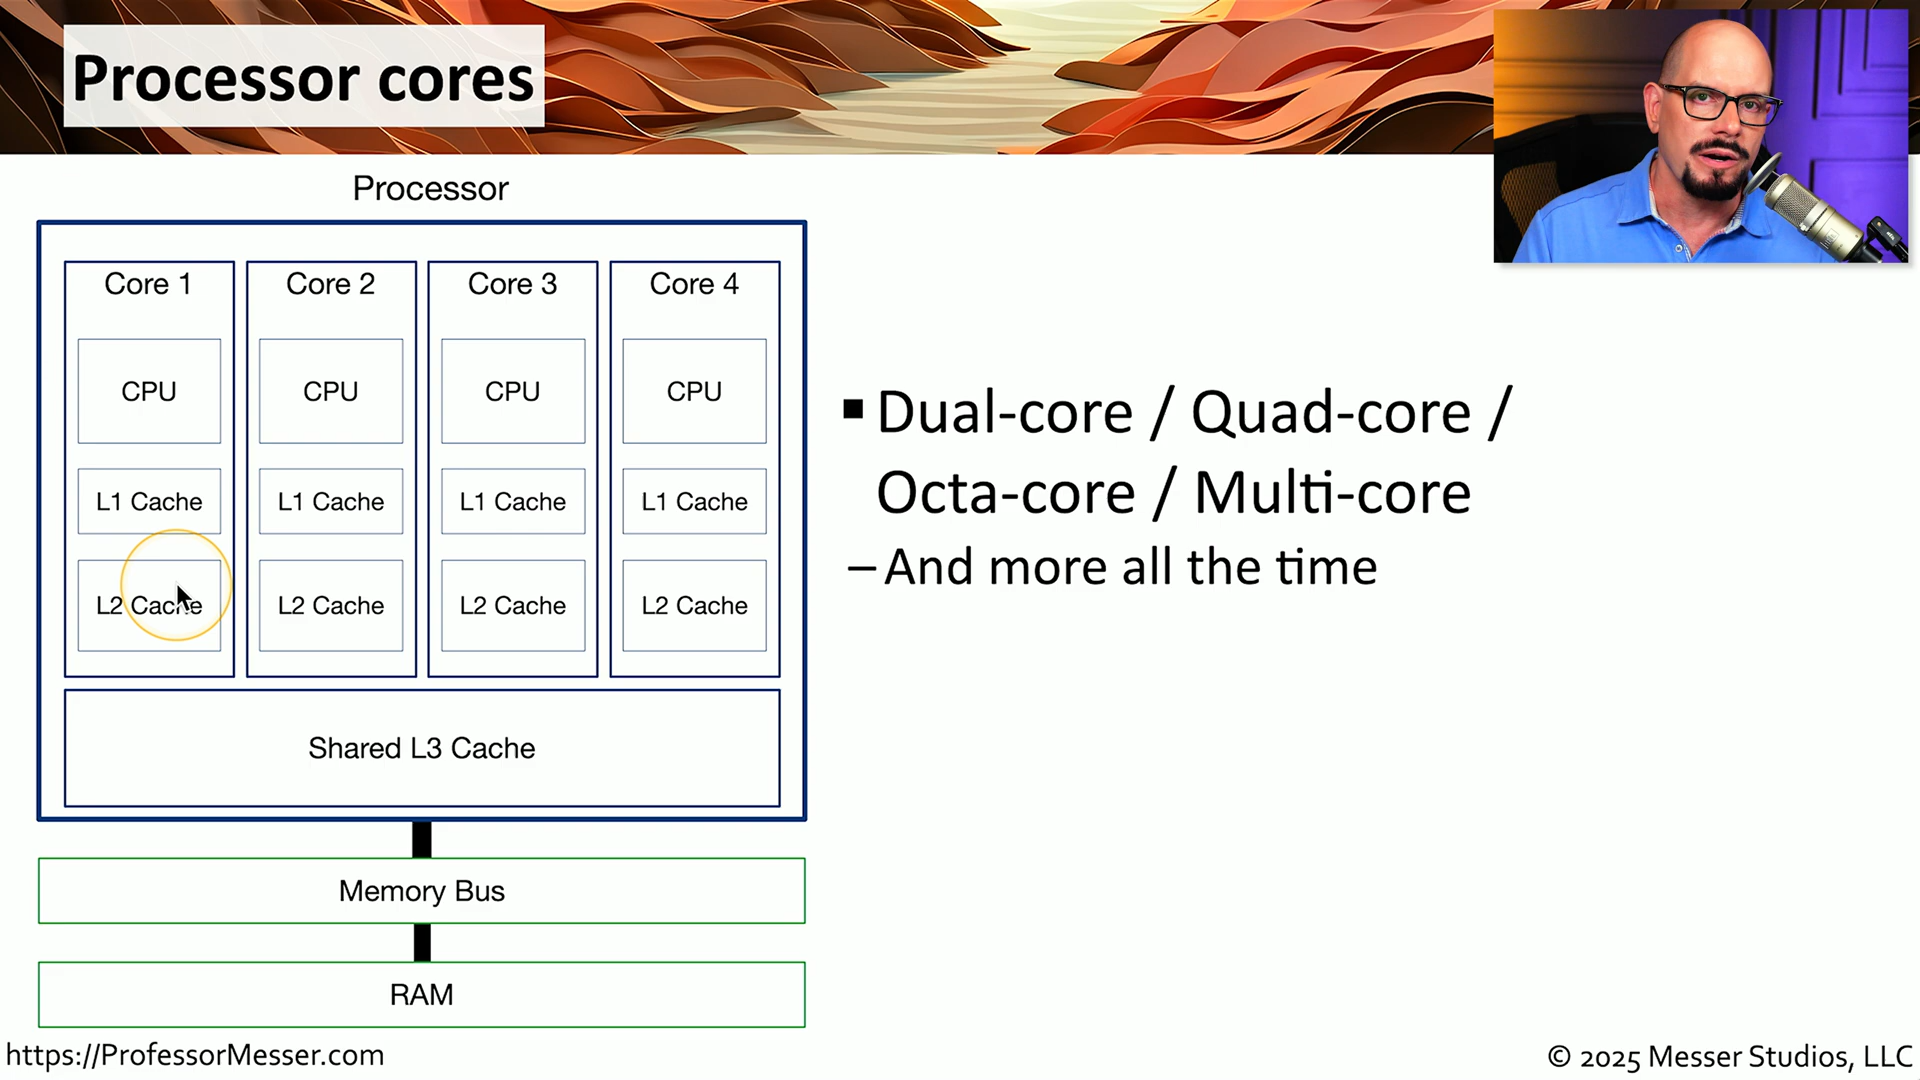 Processor cores
Processor
Core 1
Core 2
Core 3
Core 4
CPU
CPU
CPU
CPU
L1 Cache
L1 Cache
L1 Cache
L1 Cache
L2 Cache
L2 Cache
L2 Cache
L2 Cache
Shared L3 Cache
Memory Bus
RAM
▪ Dual-core / Quad-core /
Octa-core / Multi-core
– And more all the time
https://ProfessorMesser.com
© 2025 Messer Studios, LLC